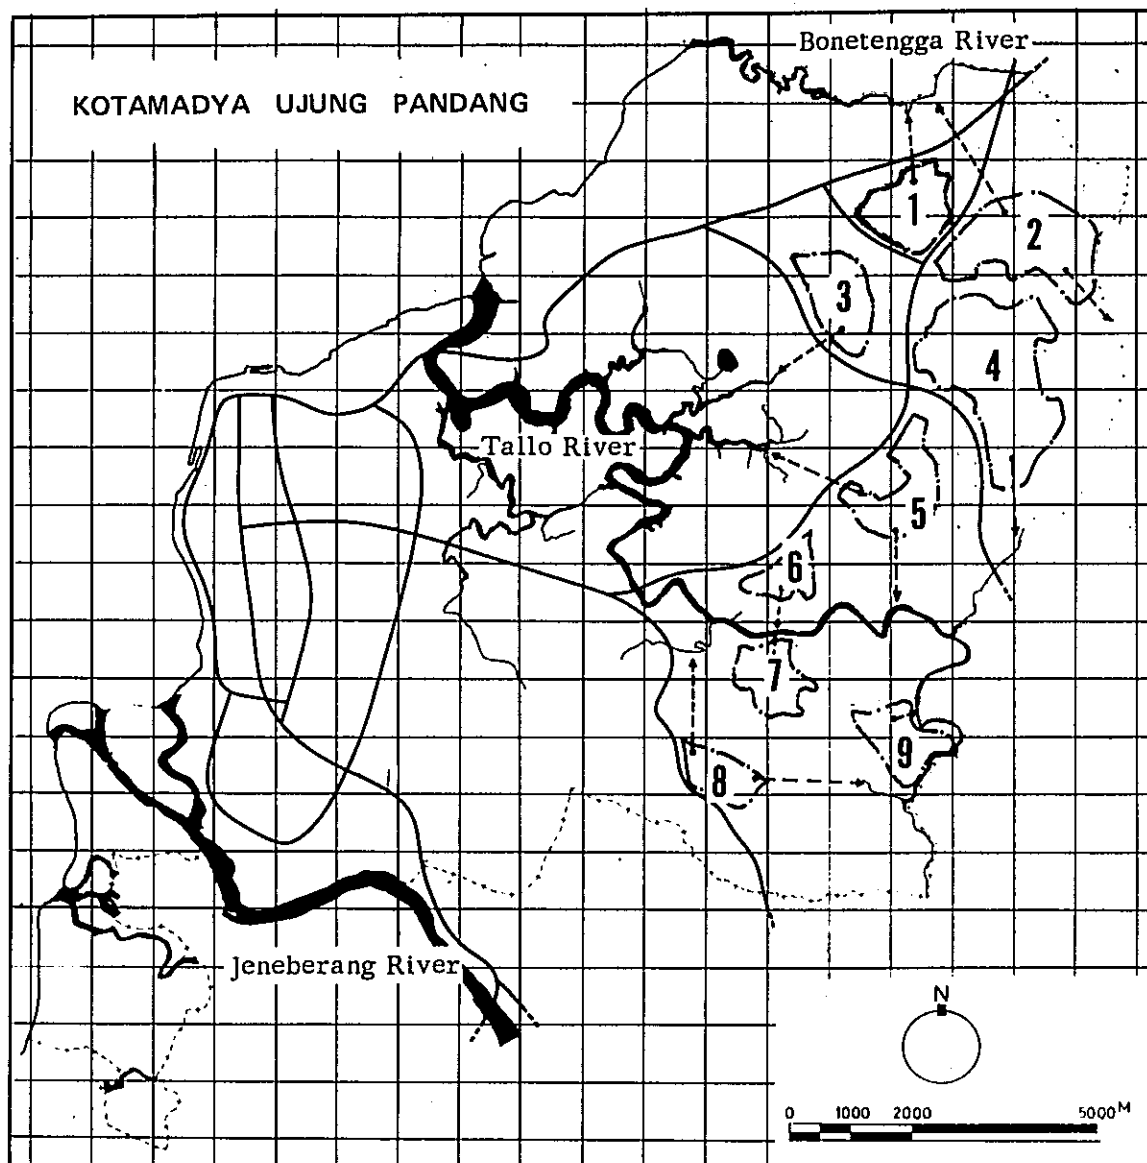 Bonetengga River
KOTAMADYA UJUNG PANDANG
1
2
3
4
Tallo River
5
6
7
9
8
Jeneberang River
N
0 1000 2000 5000M